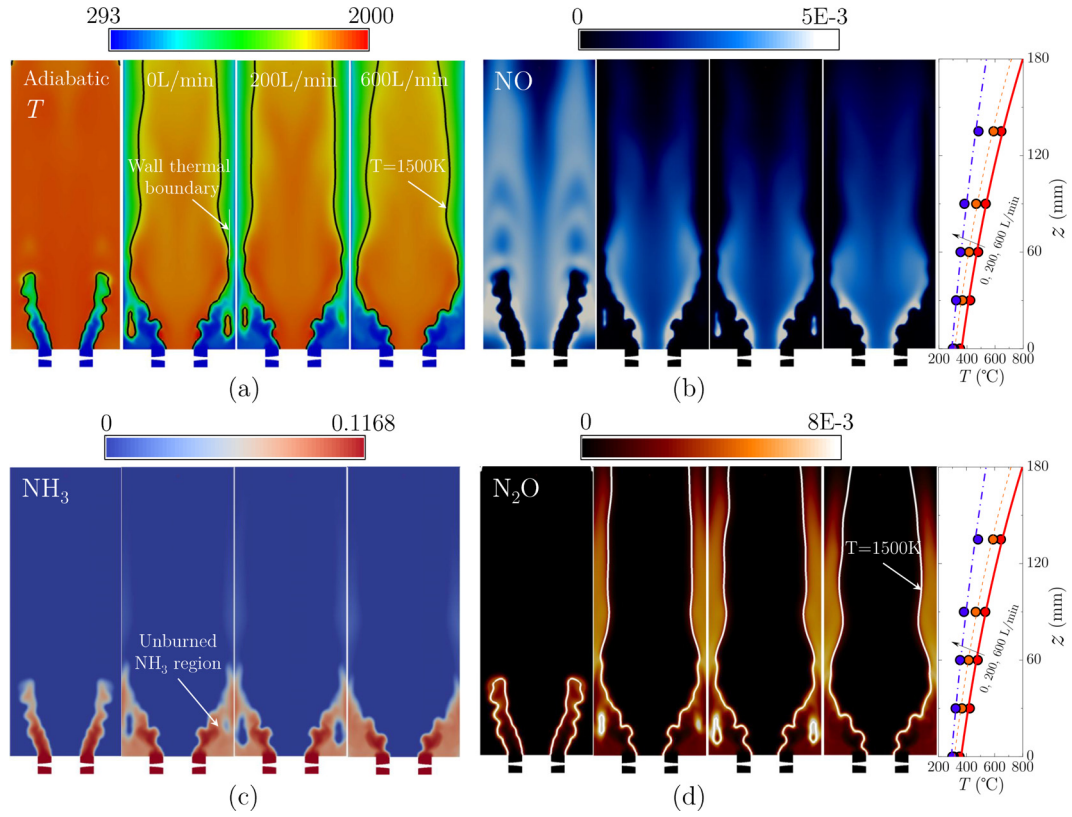 293
2000
0
5E-3
Adiabatic
0L/min
200L/min
600L/min
T
Wall thermal
boundary
T=1500K
NO
180
120
60
0
z (mm)
0, 200, 600 L/min
200 400 600 800
T (°C)
(a)
(b)
0
0.1168
0
8E-3
NH₃
Unburned
NH₃ region
N₂O
T=1500K
180
120
60
0
z (mm)
0, 200, 600 L/min
200 400 600 800
T (°C)
(c)
(d)